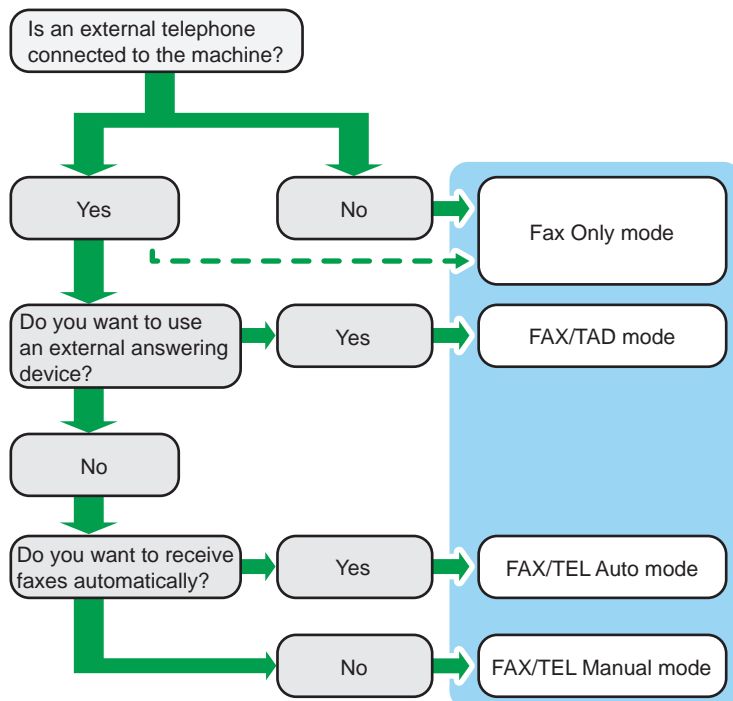 Is an external telephone
connected to the machine?
Yes
No
Fax Only mode
Do you want to use
an external answering
device?
Yes
FAX/TAD mode
No
Do you want to receive
faxes automatically?
Yes
FAX/TEL Auto mode
No
FAX/TEL Manual mode